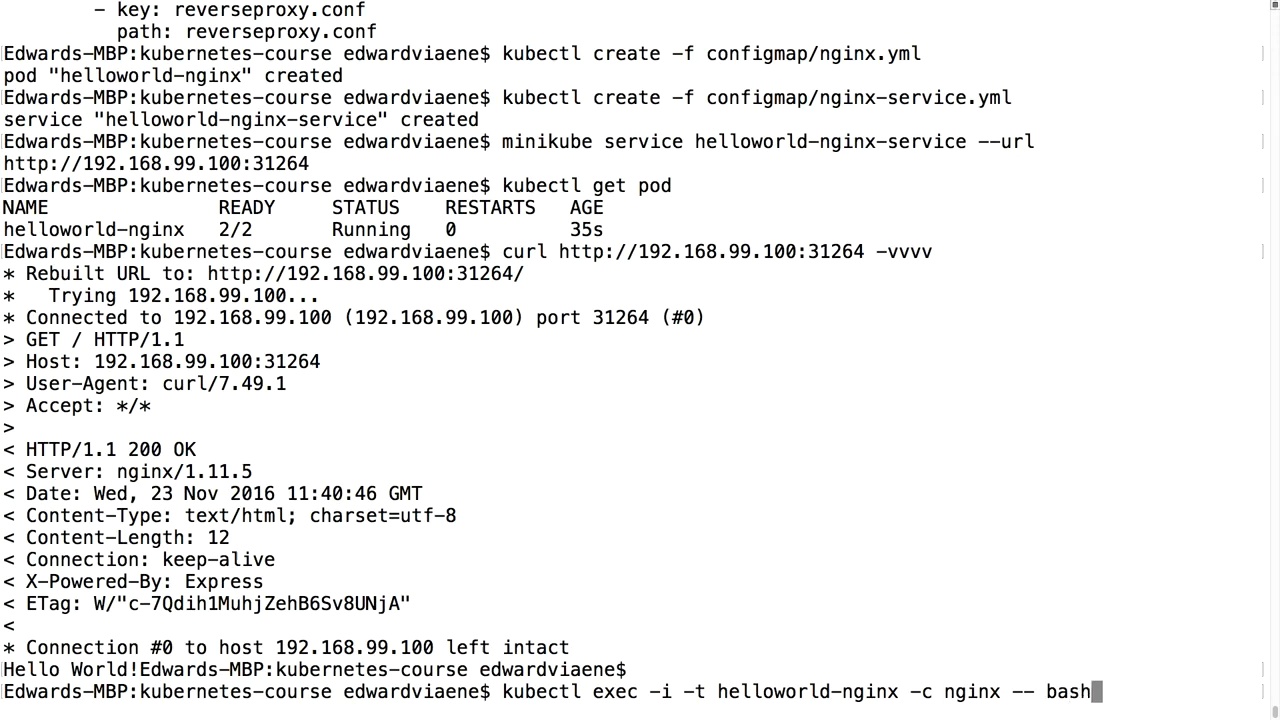 - key: reverseproxy.conf
path: reverseproxy.conf
Edwards-MBP:kubernetes-course edwardviaene$ kubectl create -f configmap/nginx.yml
pod "helloworld-nginx" created
Edwards-MBP:kubernetes-course edwardviaene$ kubectl create -f configmap/nginx-service.yml
service "helloworld-nginx-service" created
Edwards-MBP:kubernetes-course edwardviaene$ minikube service helloworld-nginx-service --url
http://192.168.99.100:31264
Edwards-MBP:kubernetes-course edwardviaene$ kubectl get pod
NAME               READY     STATUS    RESTARTS   AGE
helloworld-nginx   2/2       Running   0          35s
Edwards-MBP:kubernetes-course edwardviaene$ curl http://192.168.99.100:31264 -vvvv
* Rebuilt URL to: http://192.168.99.100:31264/
*   Trying 192.168.99.100...
* Connected to 192.168.99.100 (192.168.99.100) port 31264 (#0)
> GET / HTTP/1.1
> Host: 192.168.99.100:31264
> User-Agent: curl/7.49.1
> Accept: */*
>
< HTTP/1.1 200 OK
< Server: nginx/1.11.5
< Date: Wed, 23 Nov 2016 11:40:46 GMT
< Content-Type: text/html; charset=utf-8
< Content-Length: 12
< Connection: keep-alive
< X-Powered-By: Express
< ETag: W/"c-7Qdih1MuhjZehB6Sv8UNjA"
<
* Connection #0 to host 192.168.99.100 left intact
Hello World!Edwards-MBP:kubernetes-course edwardviaene$
Edwards-MBP:kubernetes-course edwardviaene$ kubectl exec -i -t helloworld-nginx -c nginx -- bash